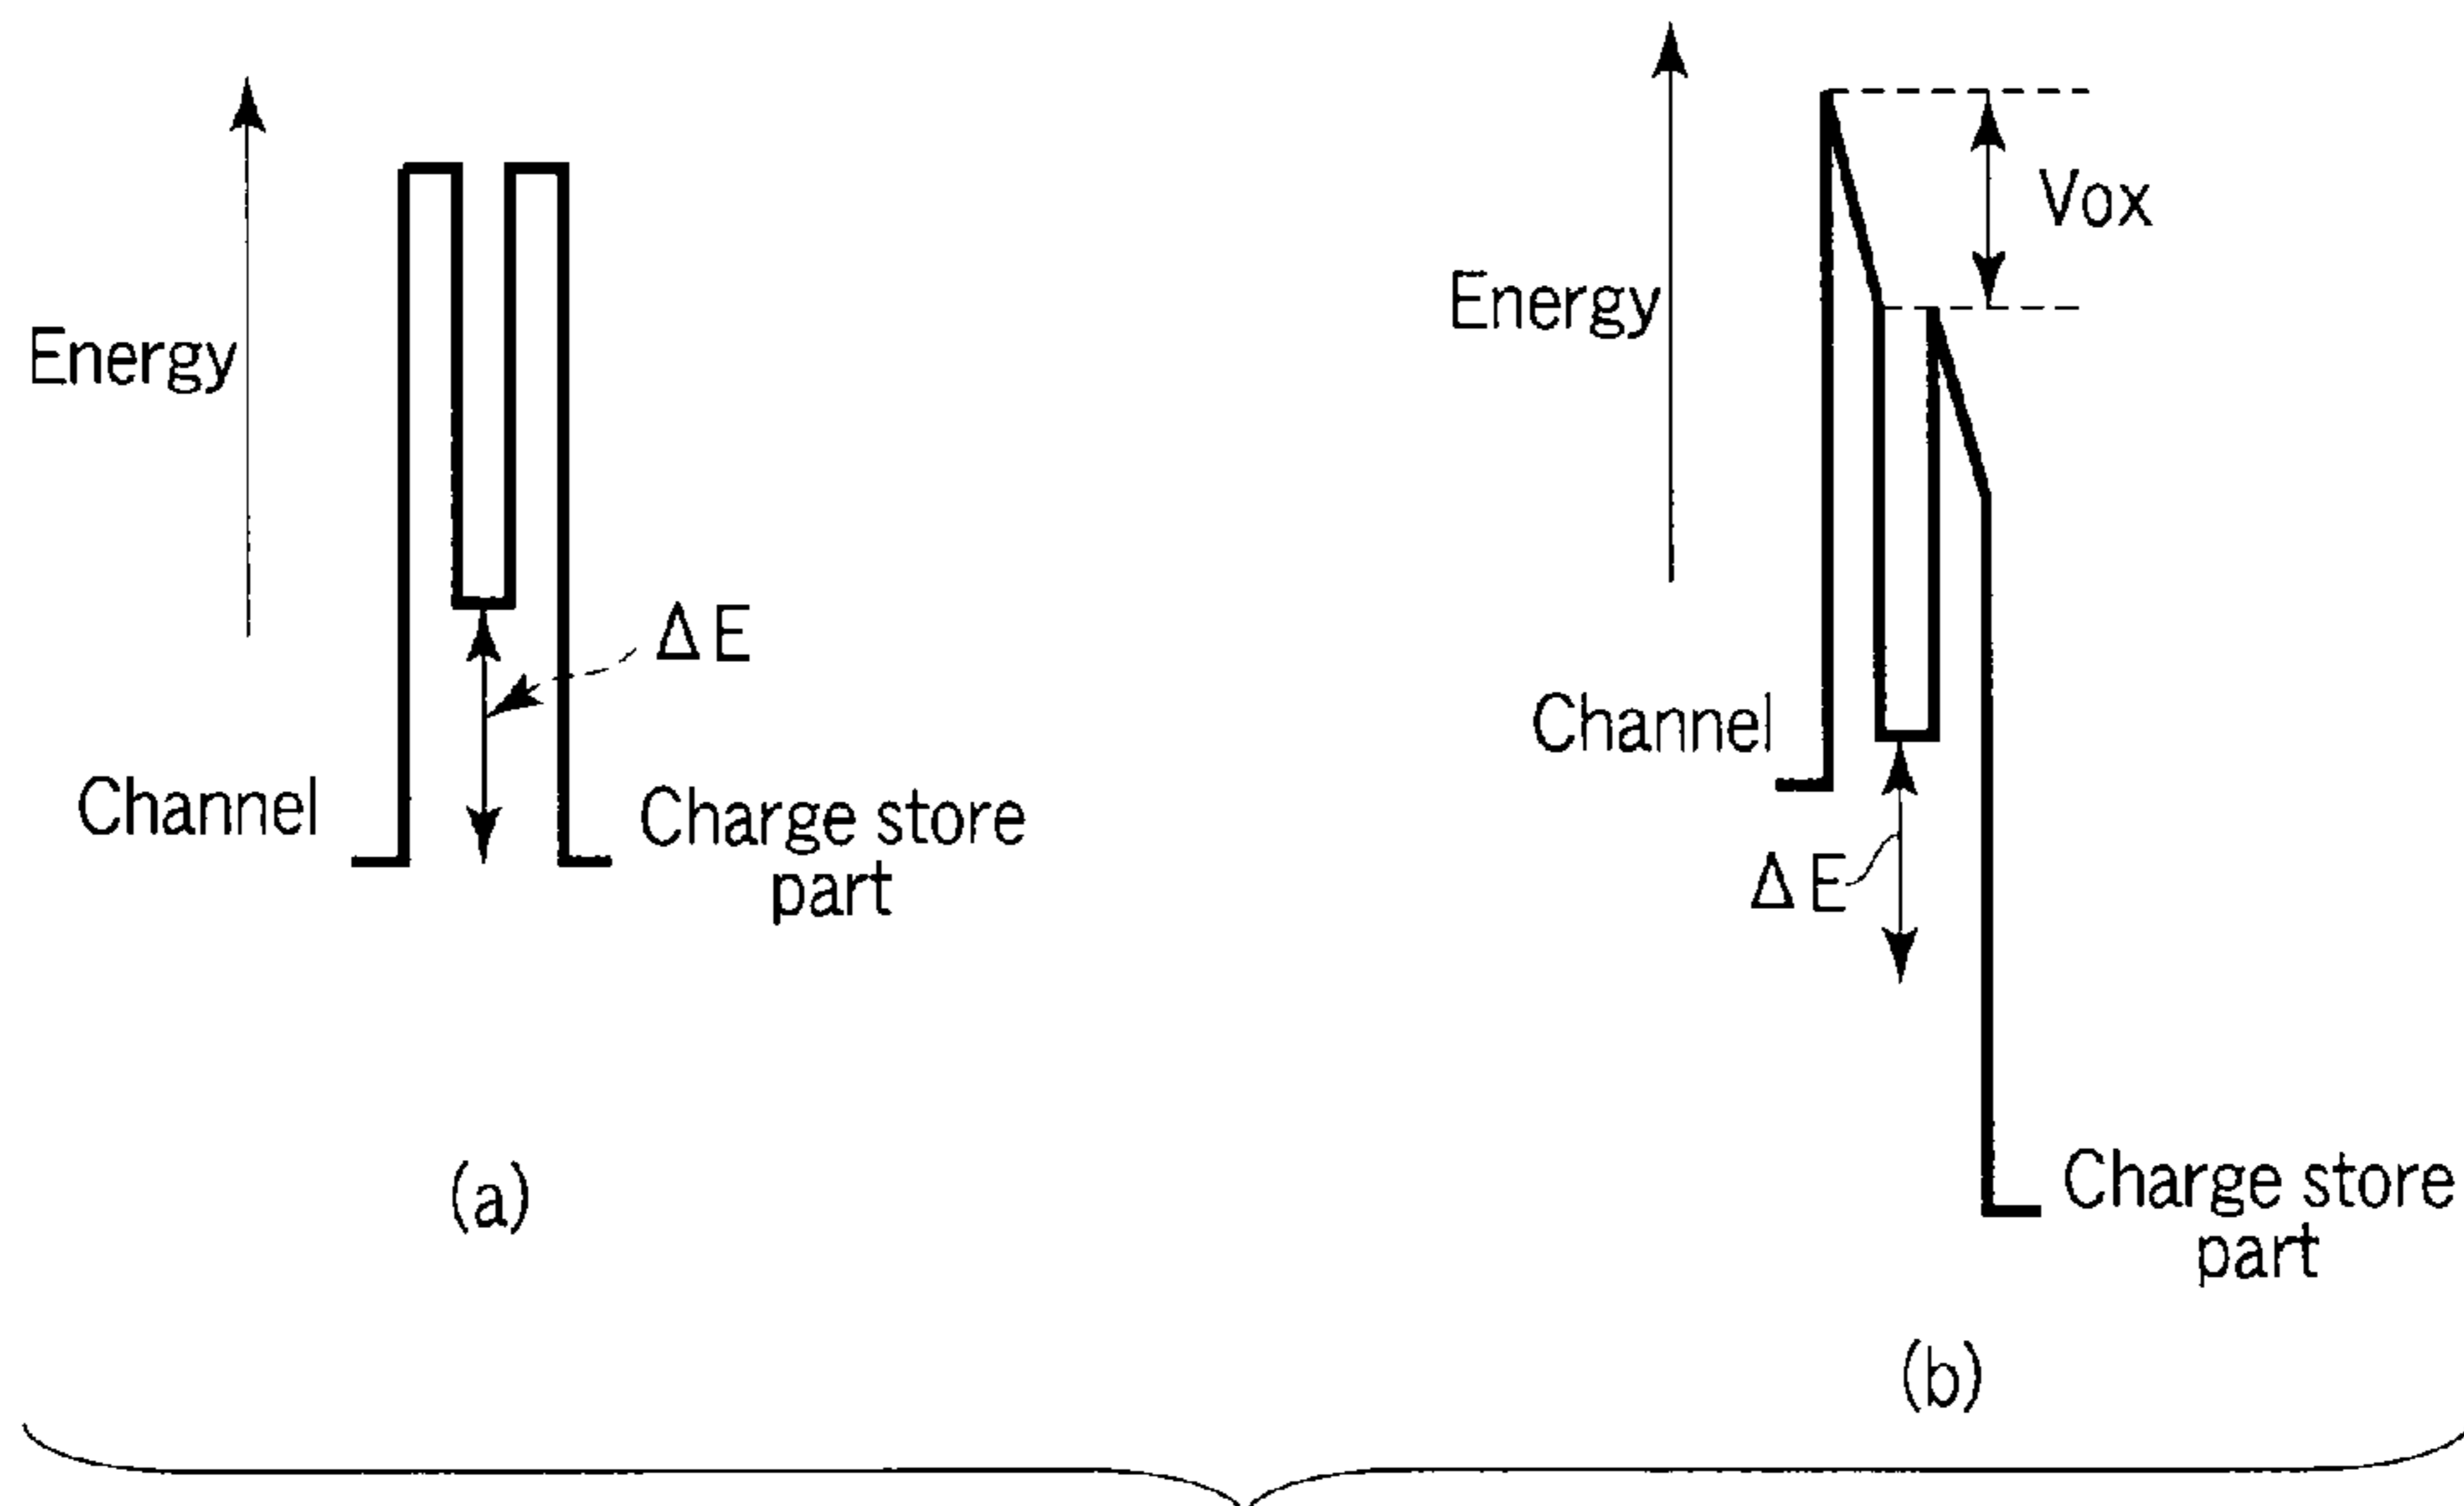 Energy
ΔE
Channel
Charge store
part
(a)
Energy
Vox
Channel
ΔE
Charge store
part
(b)